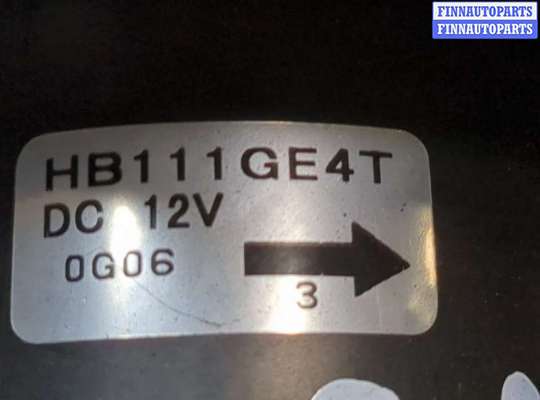 FINNAUTOPARTS
FINNAUTOPARTS
HB111GE4T
DC 12V
0G06
3